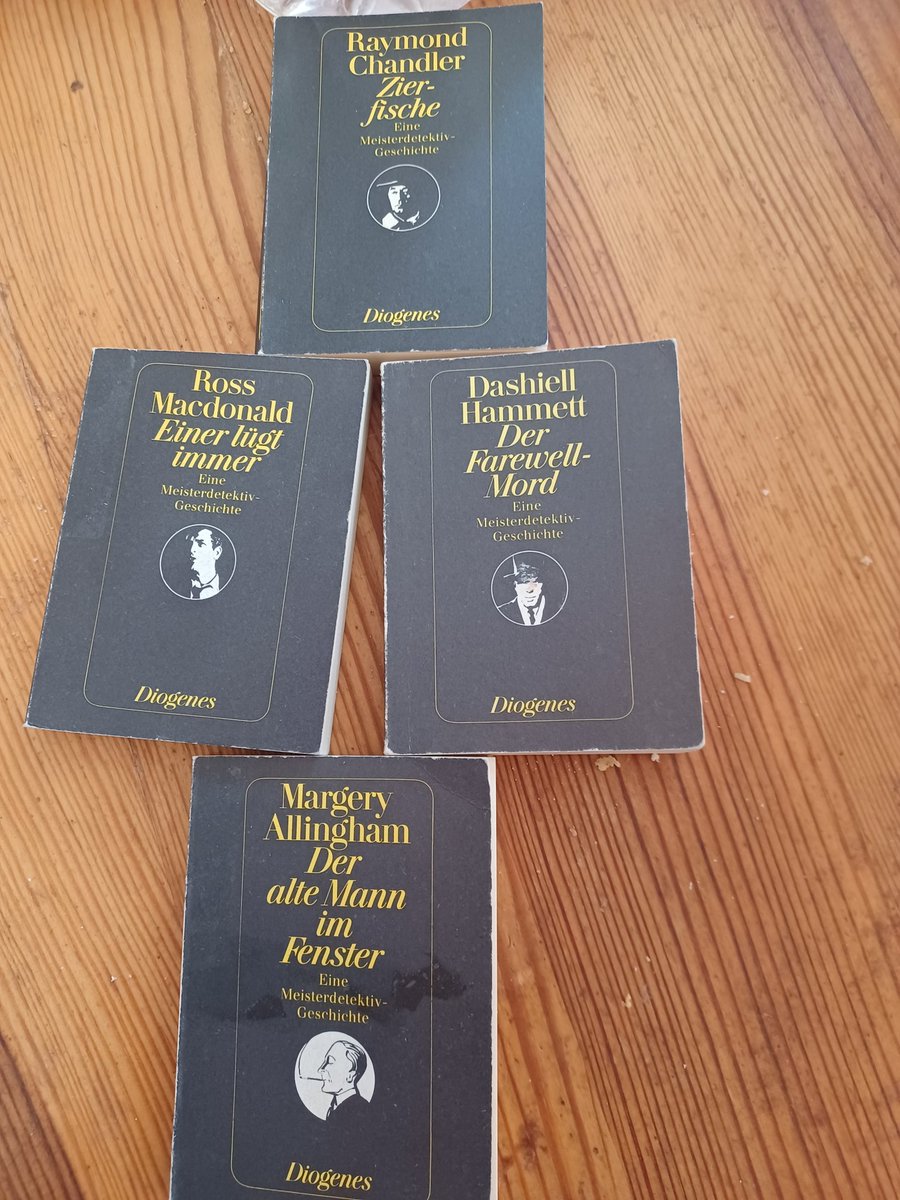 Raymond
Chandler
Zier-
fische
Eine
Meisterdetektiv-
Geschichte
Diogenes
Ross
Macdonald
Einer lügt
immer
Eine
Meisterdetektiv-
Geschichte
Diogenes
Dashiell
Hammett
Der
Farewell-
Mord
Eine
Meisterdetektiv-
Geschichte
Diogenes
Margery
Allingham
Der
alte Mann
im
Fenster
Eine
Meisterdetektiv-
Geschichte
Diogenes